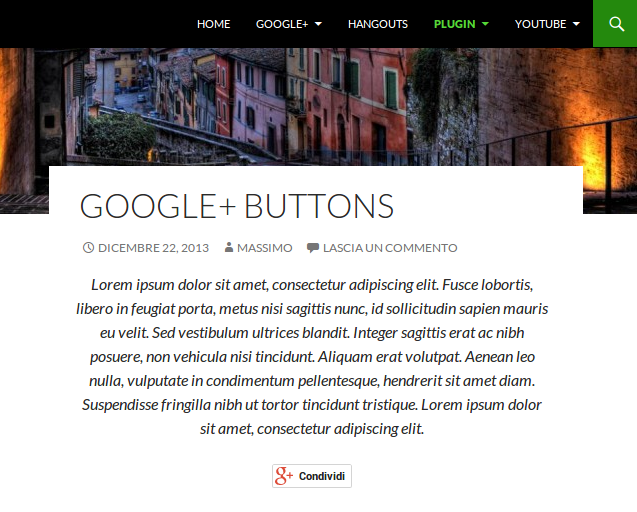 HOME GOOGLE+ HANGOUTS PLUGIN YOUTUBE
GOOGLE+ BUTTONS
DICEMBRE 22, 2013 MASSIMO LASCIA UN COMMENTO
Lorem ipsum dolor sit amet, consectetur adipiscing elit. Fusce lobortis,
libero in feugiat porta, metus nisi sagittis nunc, id sollicitudin sapien mauris
eu velit. Sed vestibulum ultrices blandit. Integer sagittis erat ac nibh
posuere, non vehicula nisi tincidunt. Aliquam erat volutpat. Aenean leo
nulla, vulputate in condimentum pellentesque, hendrerit sit amet diam.
Suspendisse fringilla nibh ut tortor tincidunt tristique. Lorem ipsum dolor
sit amet, consectetur adipiscing elit.
g+ Condividi